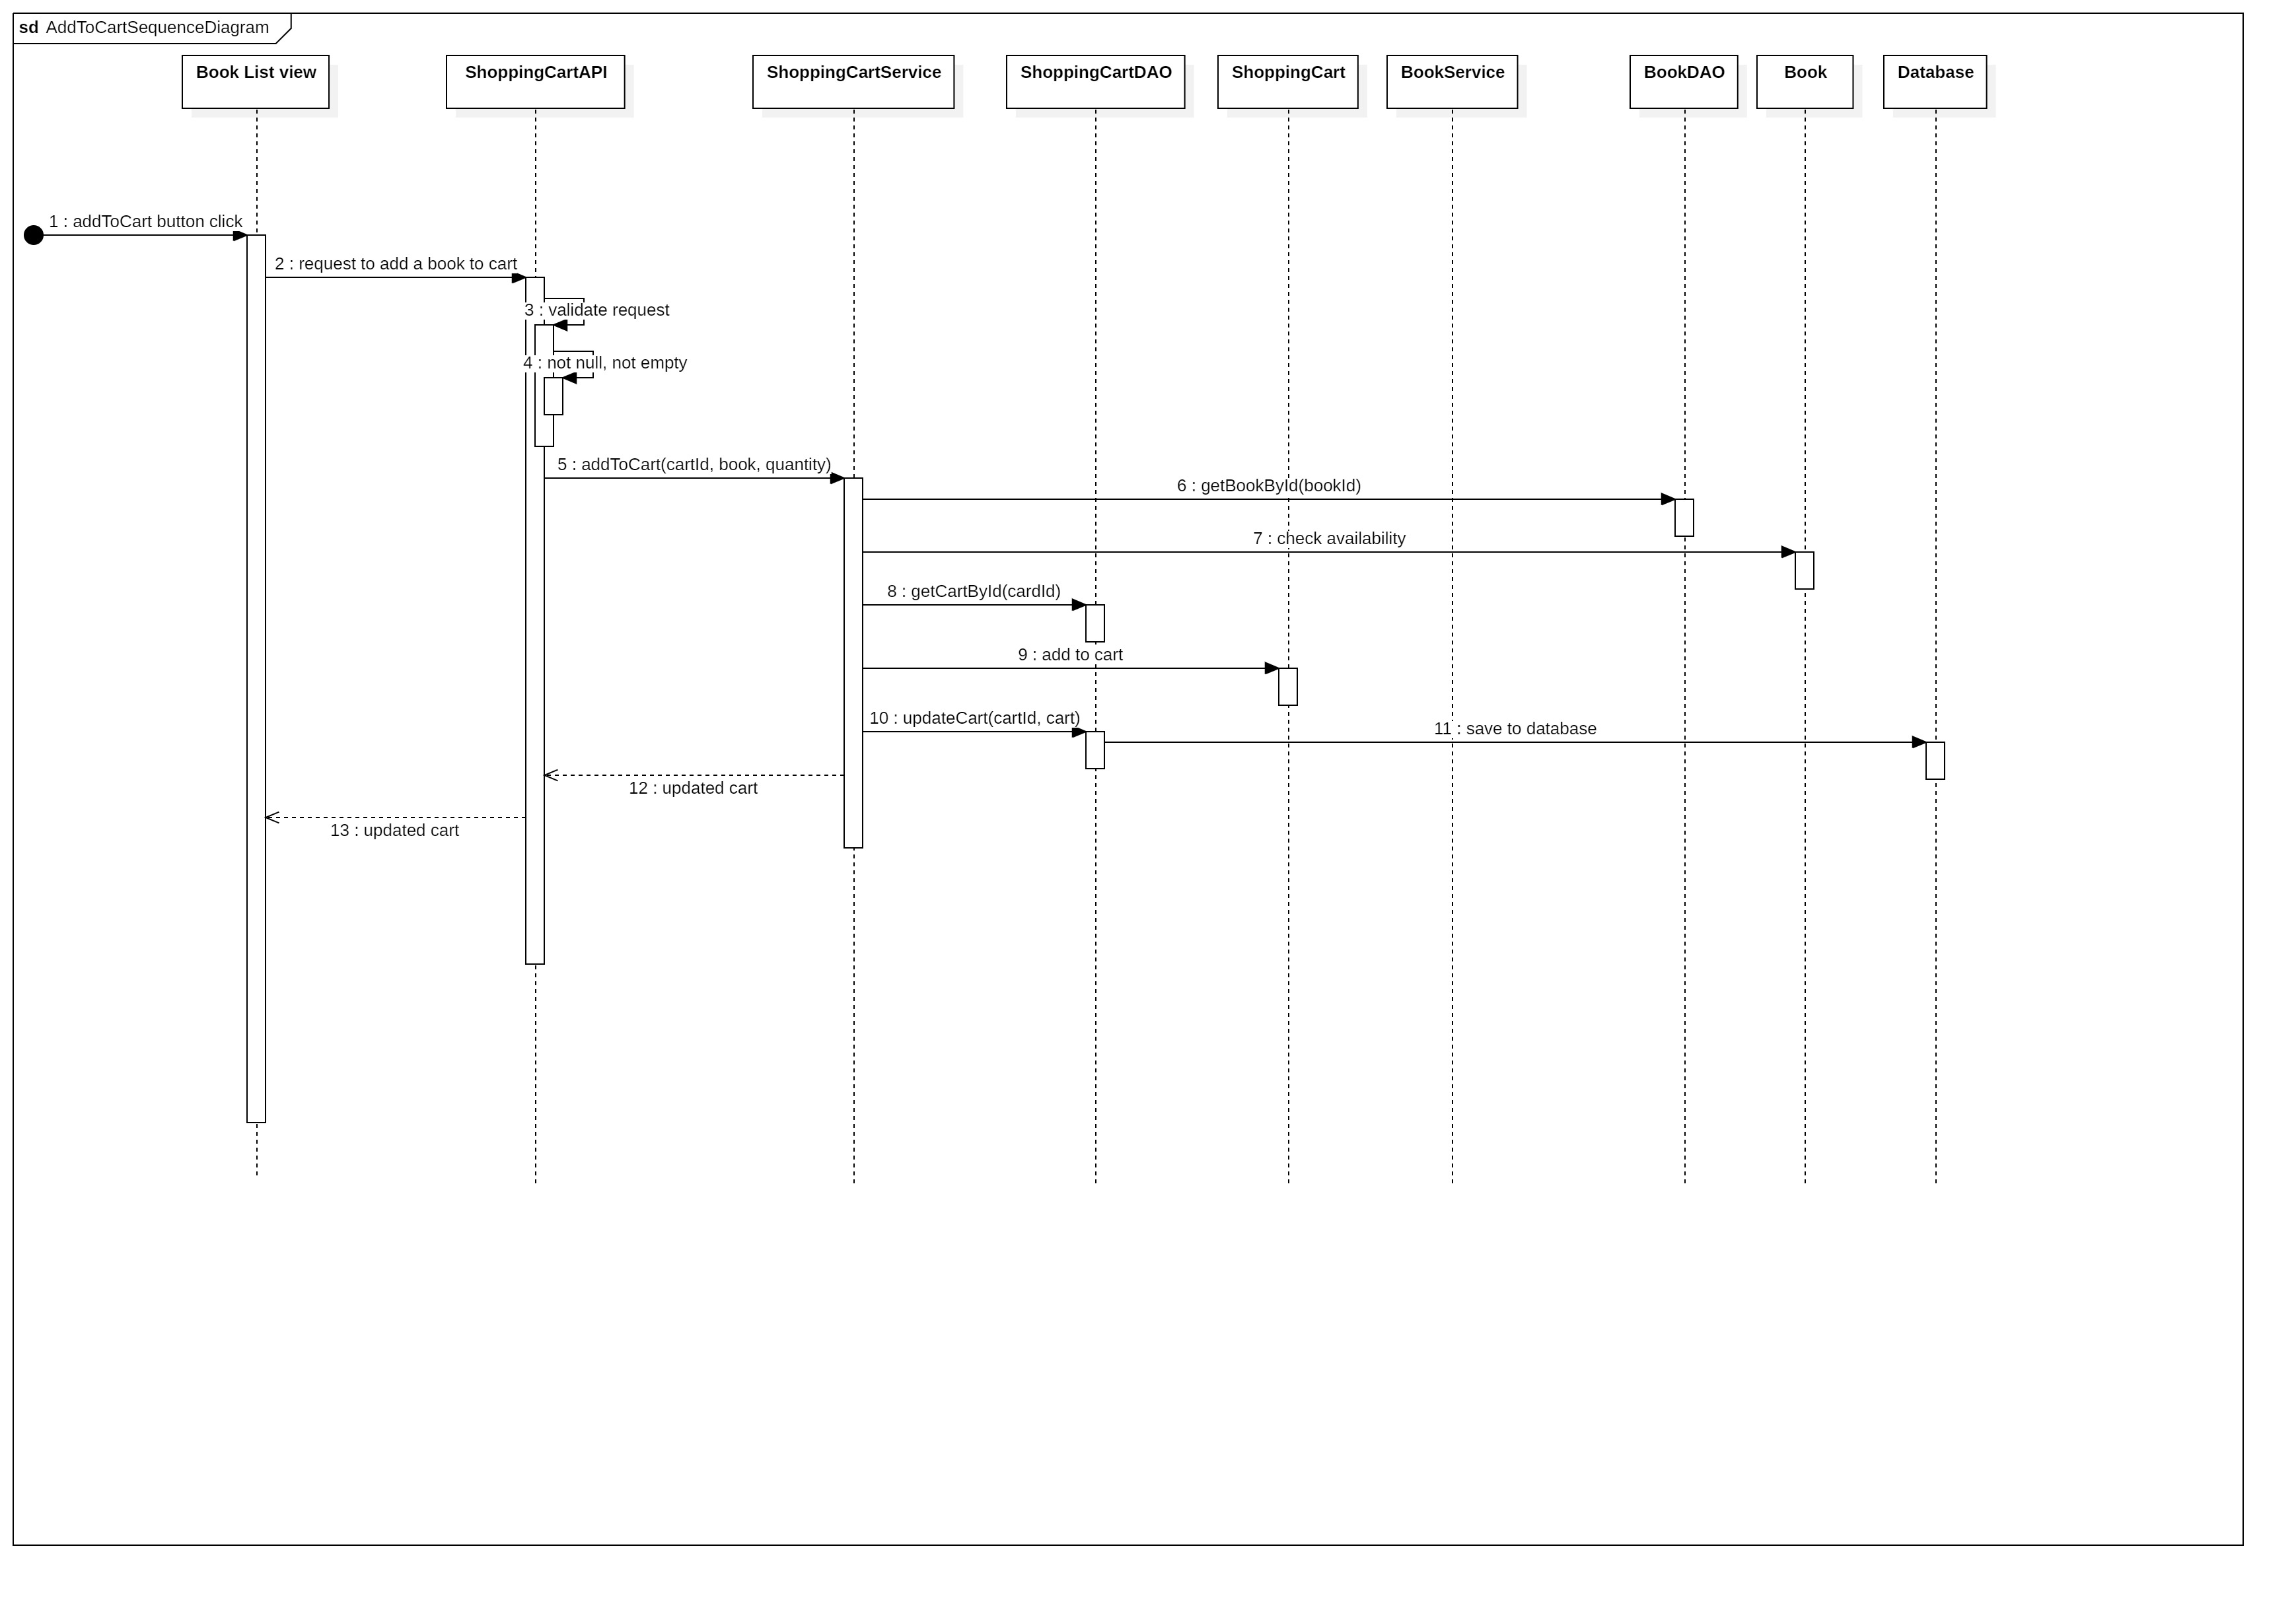 sd AddToCartSequenceDiagram
Book List view
ShoppingCartAPI
ShoppingCartService
ShoppingCartDAO
ShoppingCart
BookService
BookDAO
Book
Database
1 : addToCart button click
2 : request to add a book to cart
3 : validate request
4 : not null, not empty
5 : addToCart(cartId, book, quantity)
6 : getBookById(bookId)
7 : check availability
8 : getCartById(cardId)
9 : add to cart
10 : updateCart(cartId, cart)
11 : save to database
12 : updated cart
13 : updated cart